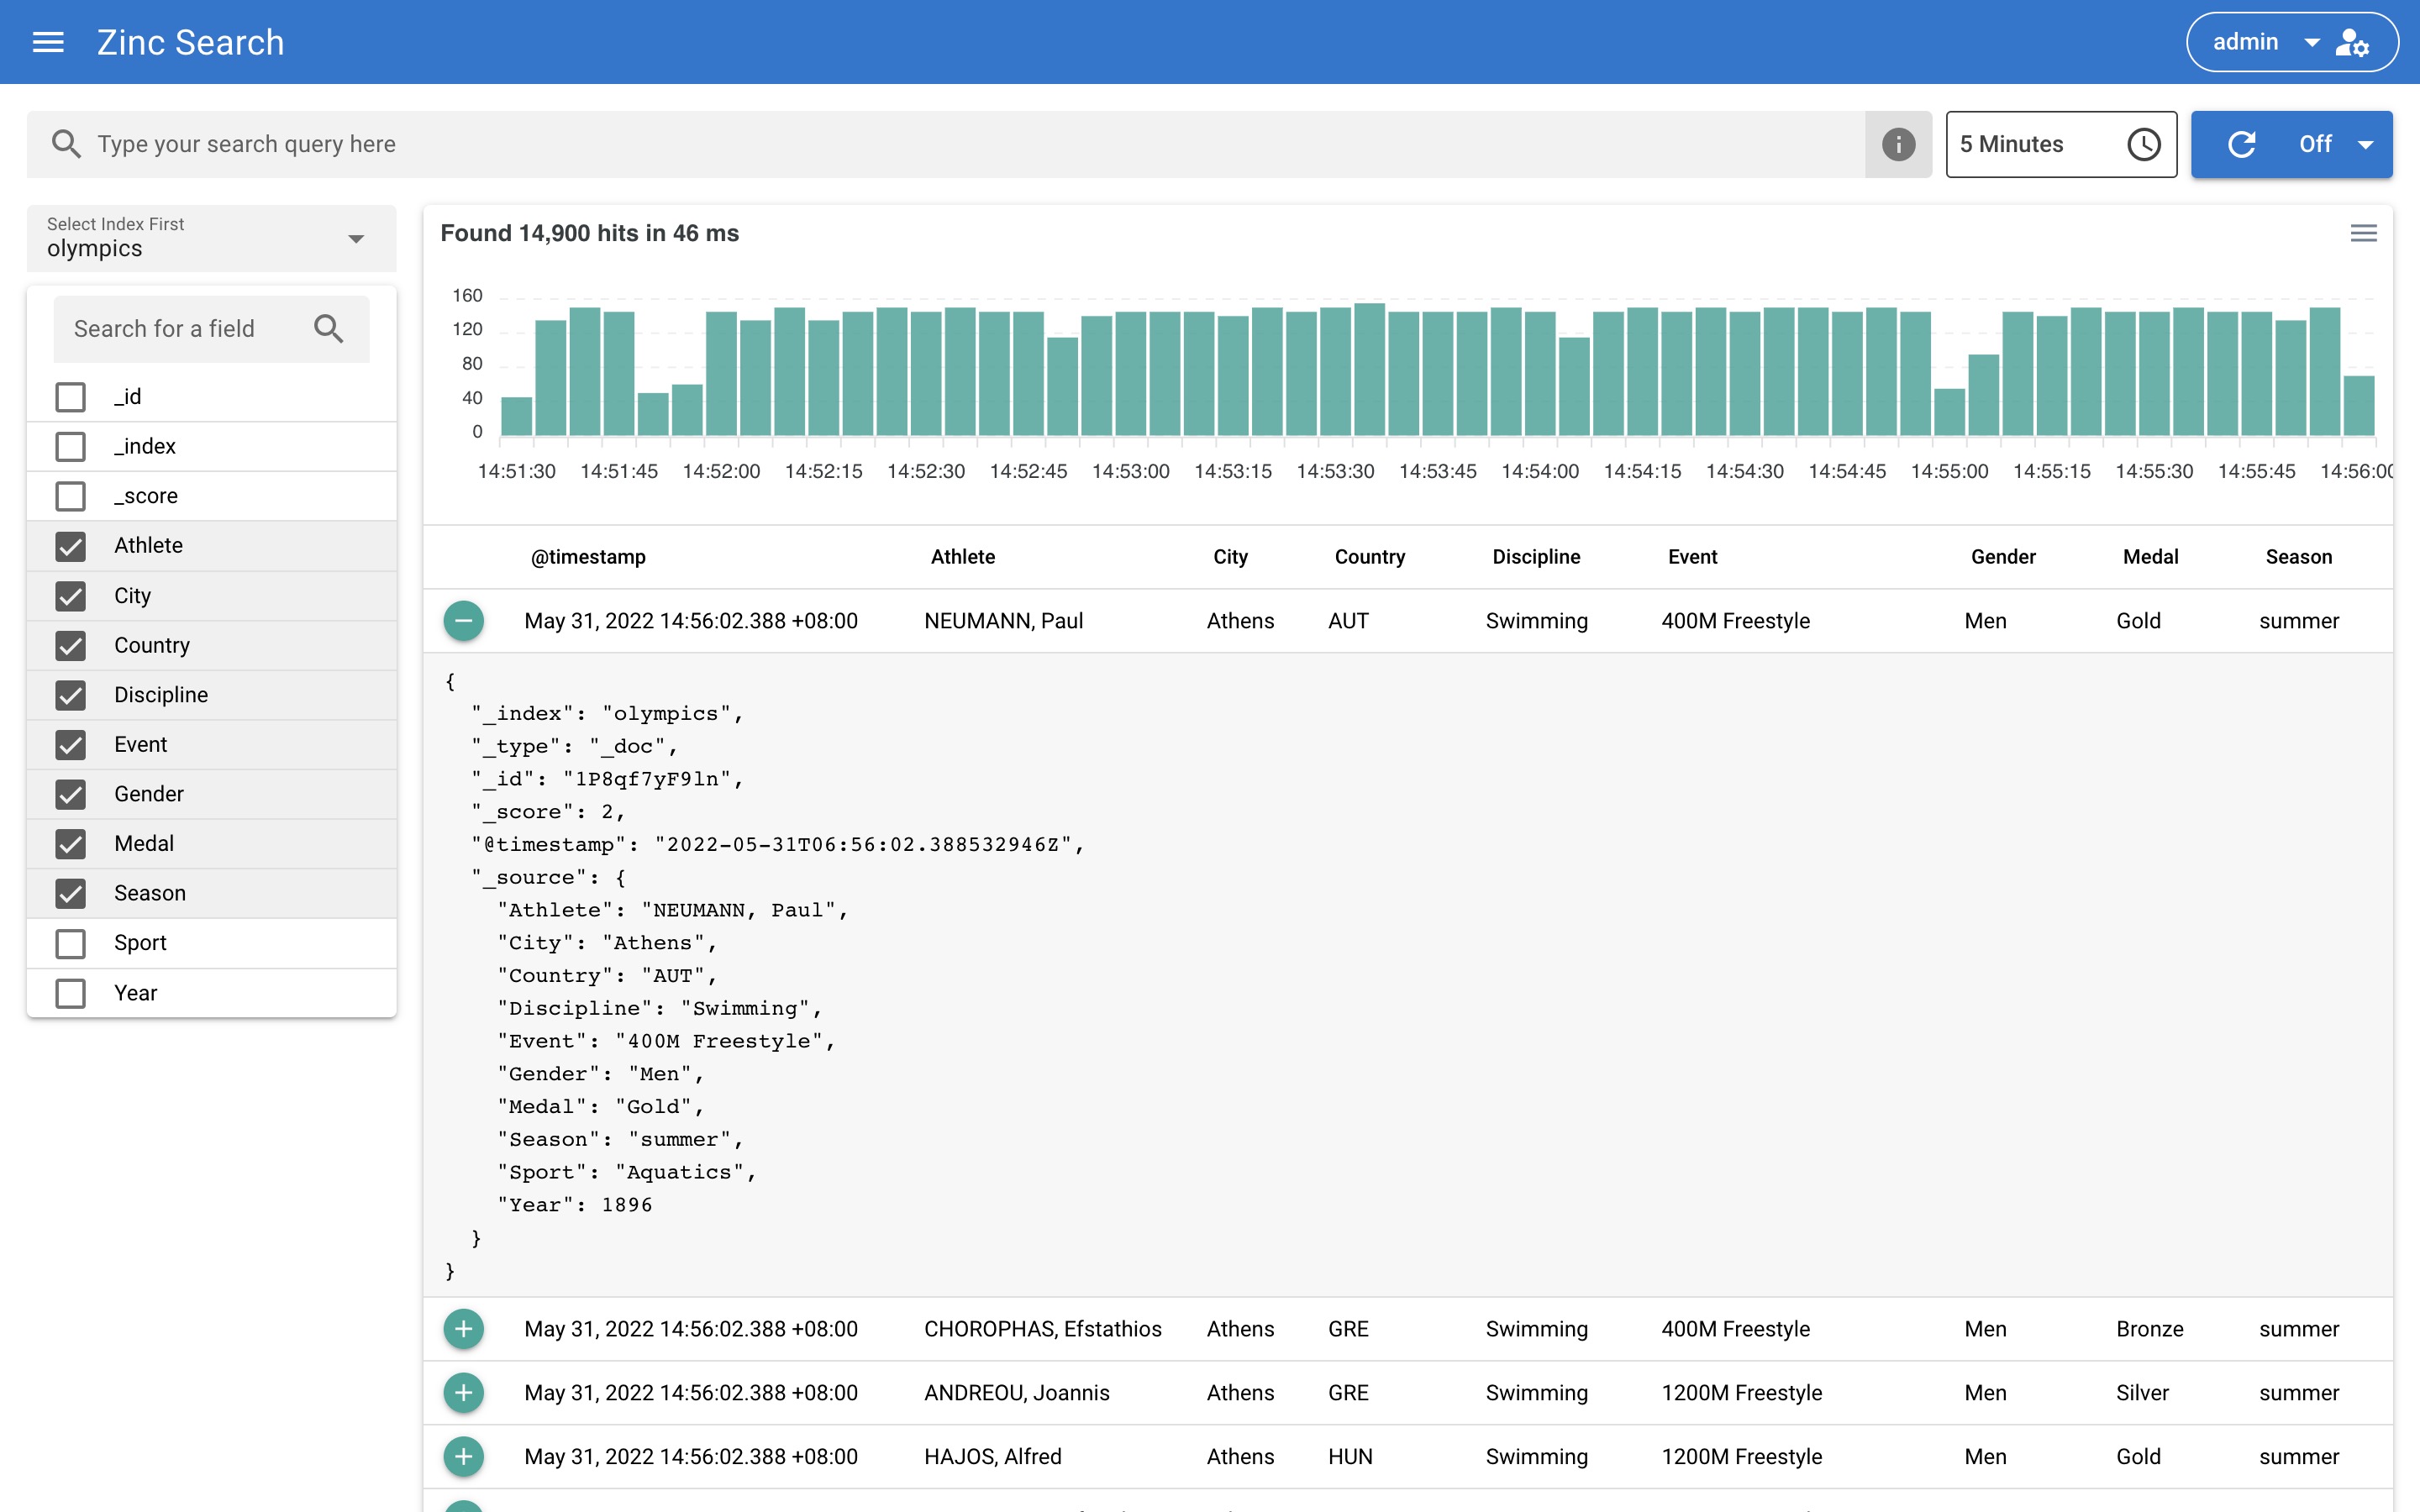 Zinc Search
admin
Type your search query here
5 Minutes
Off
Select Index First
olympics
Search for a field
_id
_index
_score
Athlete
City
Country
Discipline
Event
Gender
Medal
Season
Sport
Year
Found 14,900 hits in 46 ms
160
120
80
40
0
14:51:30 14:51:45 14:52:00 14:52:15 14:52:30 14:52:45 14:53:00 14:53:15 14:53:30 14:53:45 14:54:00 14:54:15 14:54:30 14:54:45 14:55:00 14:55:15 14:55:30 14:55:45 14:56:00
@timestamp Athlete City Country Discipline Event Gender Medal Season
May 31, 2022 14:56:02.388 +08:00 NEUMANN, Paul Athens AUT Swimming 400M Freestyle Men Gold summer
{
"_index": "olympics",
"_type": "_doc",
"_id": "1P8qf7yF9ln",
"_score": 2,
"@timestamp": "2022-05-31T06:56:02.388532946Z",
"_source": {
"Athlete": "NEUMANN, Paul",
"City": "Athens",
"Country": "AUT",
"Discipline": "Swimming",
"Event": "400M Freestyle",
"Gender": "Men",
"Medal": "Gold",
"Season": "summer",
"Sport": "Aquatics",
"Year": 1896
}
}
May 31, 2022 14:56:02.388 +08:00 CHOROPHAS, Efstathios Athens GRE Swimming 400M Freestyle Men Bronze summer
May 31, 2022 14:56:02.388 +08:00 ANDREOU, Joannis Athens GRE Swimming 1200M Freestyle Men Silver summer
May 31, 2022 14:56:02.388 +08:00 HAJOS, Alfred Athens HUN Swimming 1200M Freestyle Men Gold summer